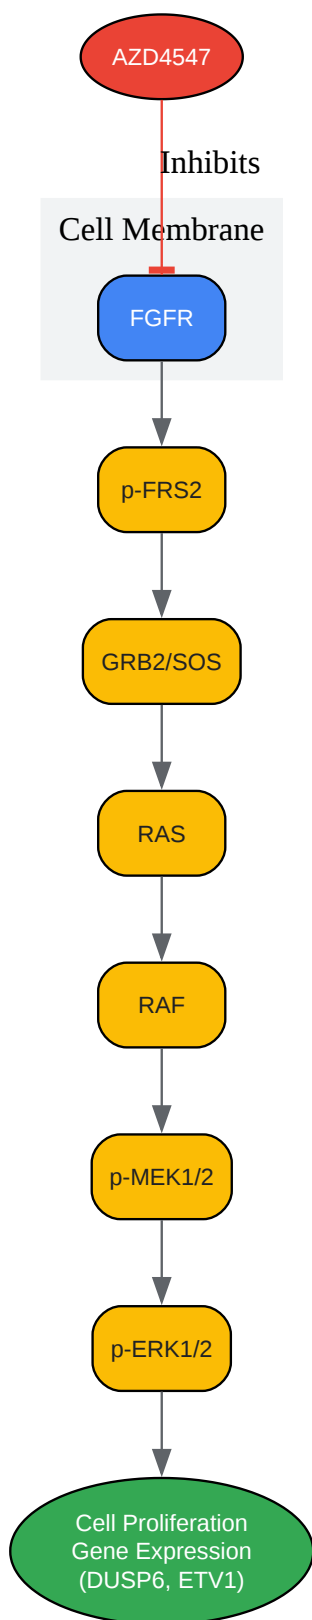 AZD4547
Inhibits
Cell Membrane
FGFR
p-FRS2
GRB2/SOS
RAS
RAF
p-MEK1/2
p-ERK1/2
Cell Proliferation
Gene Expression
(DUSP6, ETV1)